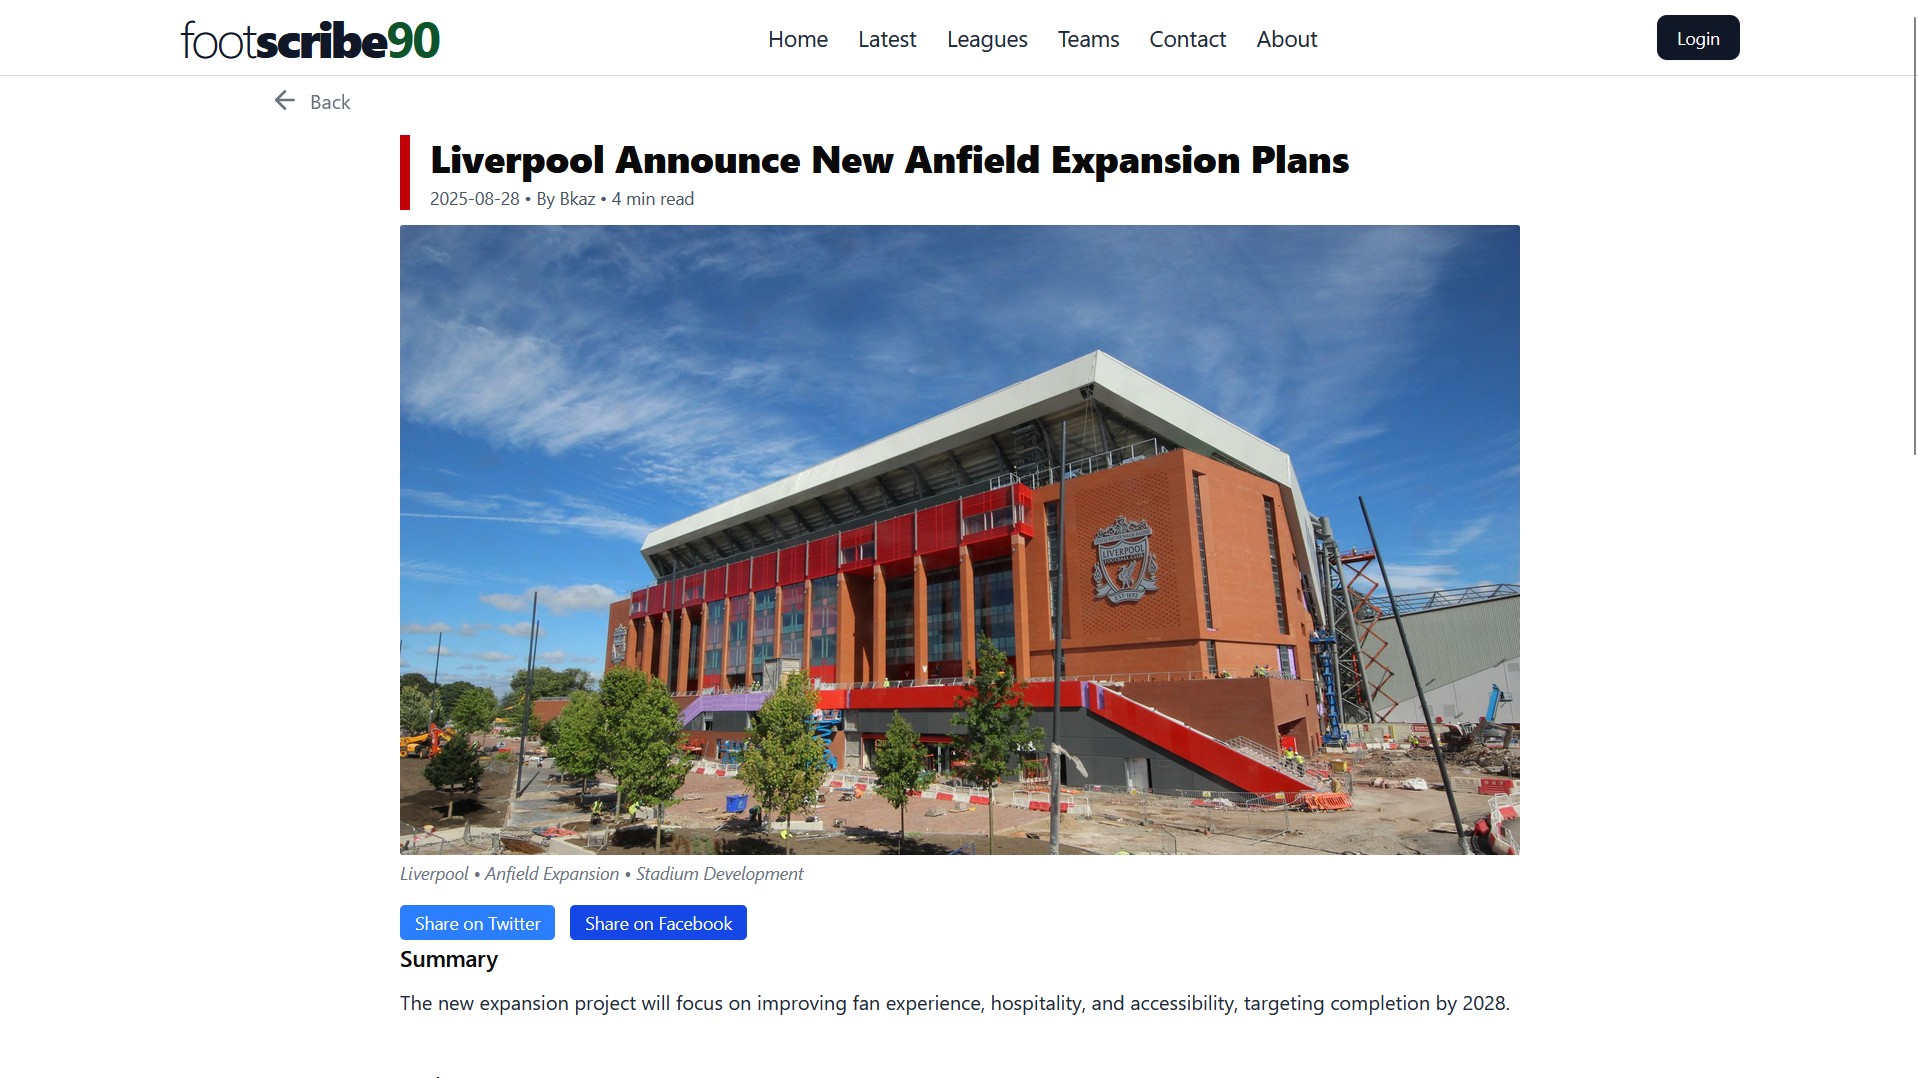 footscribe90
Home Latest Leagues Teams Contact About
Login
Back
Liverpool Announce New Anfield Expansion Plans
2025-08-28 • By Bkaz • 4 min read
LIVERPOOL
FOOTBALL CLUB
EST·1892
Liverpool • Anfield Expansion • Stadium Development
Share on Twitter Share on Facebook
Summary
The new expansion project will focus on improving fan experience, hospitality, and accessibility, targeting completion by 2028.